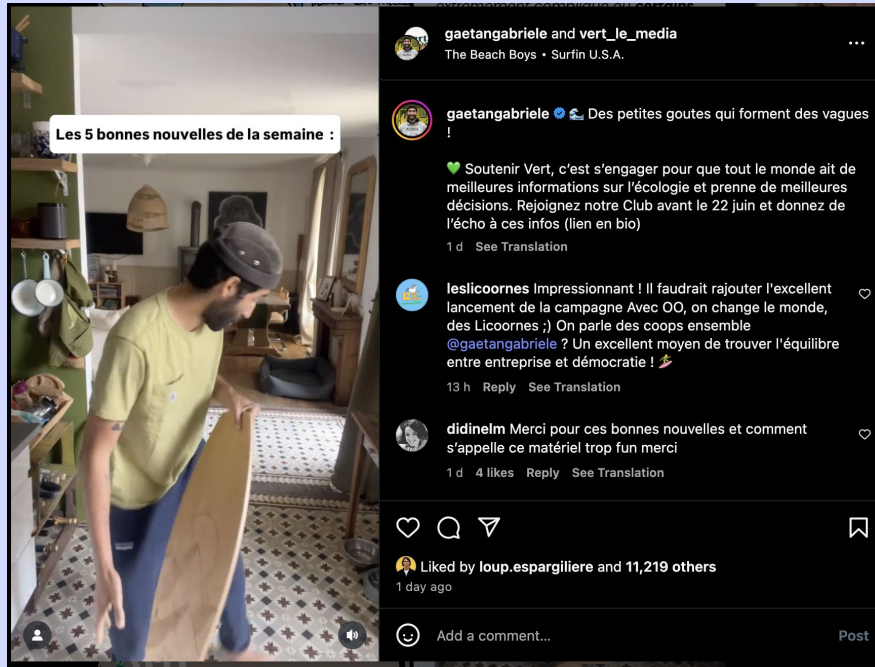 gaetangabriele and vert_le_media
The Beach Boys • Surfin U.S.A.
Les 5 bonnes nouvelles de la semaine :
gaetangabriele 🌊 Des petites goutes qui forment des vagues
!
💚 Soutenir Vert, c’est s’engager pour que tout le monde ait de
meilleures informations sur l’écologie et prenne de meilleures
décisions. Rejoignez notre Club avant le 22 juin et donnez de
l’écho à ces infos (lien en bio)
1 d See Translation
leslicoornes Impressionnant ! Il faudrait rajouter l'excellent
lancement de la campagne Avec OO, on change le monde,
des Licoornes ;) On parle des coops ensemble
@gaetangabriele ? Un excellent moyen de trouver l'équilibre
entre entreprise et démocratie ! 🏄
13 h Reply See Translation
didinelm Merci pour ces bonnes nouvelles et comment
s’appelle ce matériel trop fun merci
1 d 4 likes Reply See Translation
Liked by loup.espargiliere and 11,219 others
1 day ago
Add a comment...
Post